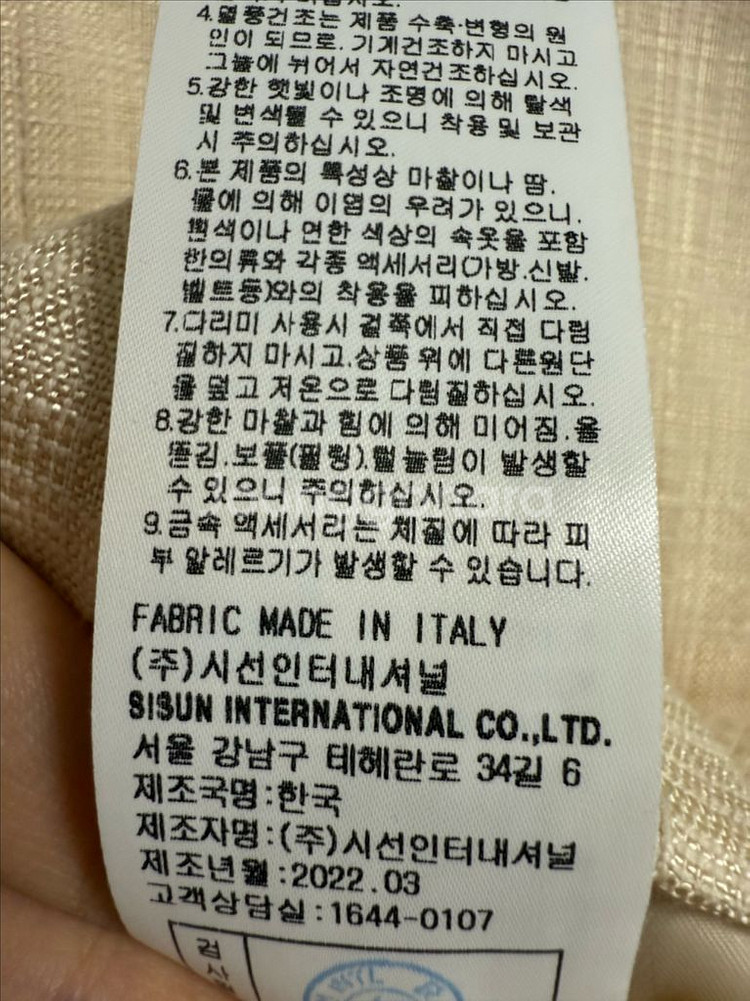 4.열풍건조는 제품 수축·변형의 원
인이 되므로. 기계건조하지 마시고
그늘에 뉘어서 자연건조하십시오.
5.강한 햇빛이나 조명에 의해 탈색
및 변색될 수 있으니 착용 및 보관
시 주의하십시오.
6.본 제품의 특성상 마찰이나 땀.
물에 의해 이염의 우려가 있으니.
흰색이나 연한 색상의 속옷을 포함
한의류와 각종 액세서리(가방.신발.
벨트등)와의 착용을 피하십시오.
7.다리미 사용시 겉쪽에서 직접 다림
질하지 마시고.상품 위에 다른원단
을 덮고 저온으로 다림질하십시오.
8.강한 마찰과 힘에 의해 미어짐.올
뜯김.보풀(필링).털눌림이 발생할
수 있으니 주의하십시오.
9.금속 액세서리는 체질에 따라 피
부 알레르기가 발생할 수 있습니다.
FABRIC MADE IN ITALY
(주)시선인터내셔널
SISUN INTERNATIONAL CO.,LTD.
서울 강남구 테헤란로 34길 6
제조국명:한국
제조자명:(주)시선인터내셔널
제조년월:2022.03
고객상담실:1644-0107
검
사